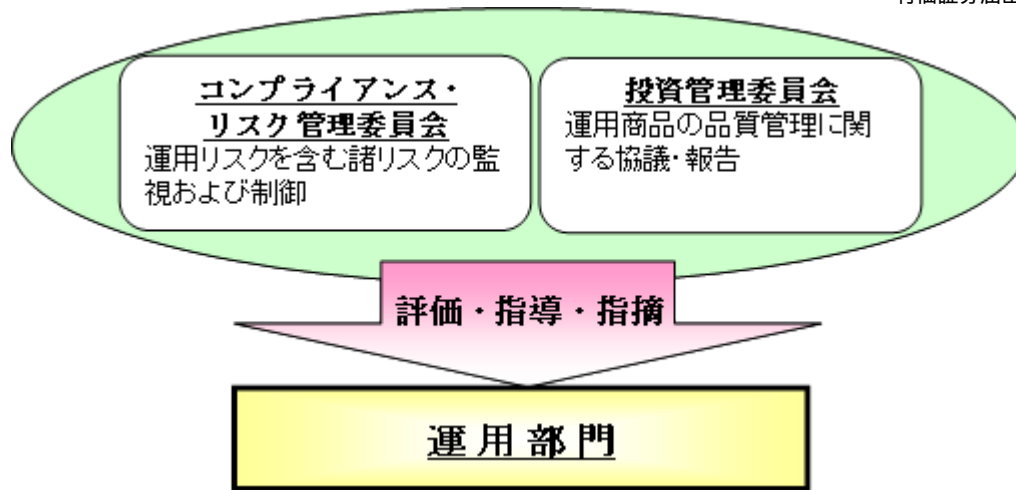 コンプライアンス・
リスク管理委員会
運用リスクを含む諸リスクの監
視および制御
投資管理委員会
運用商品の品質管理に関
する協議・報告
評価・指導・指摘
運用部門